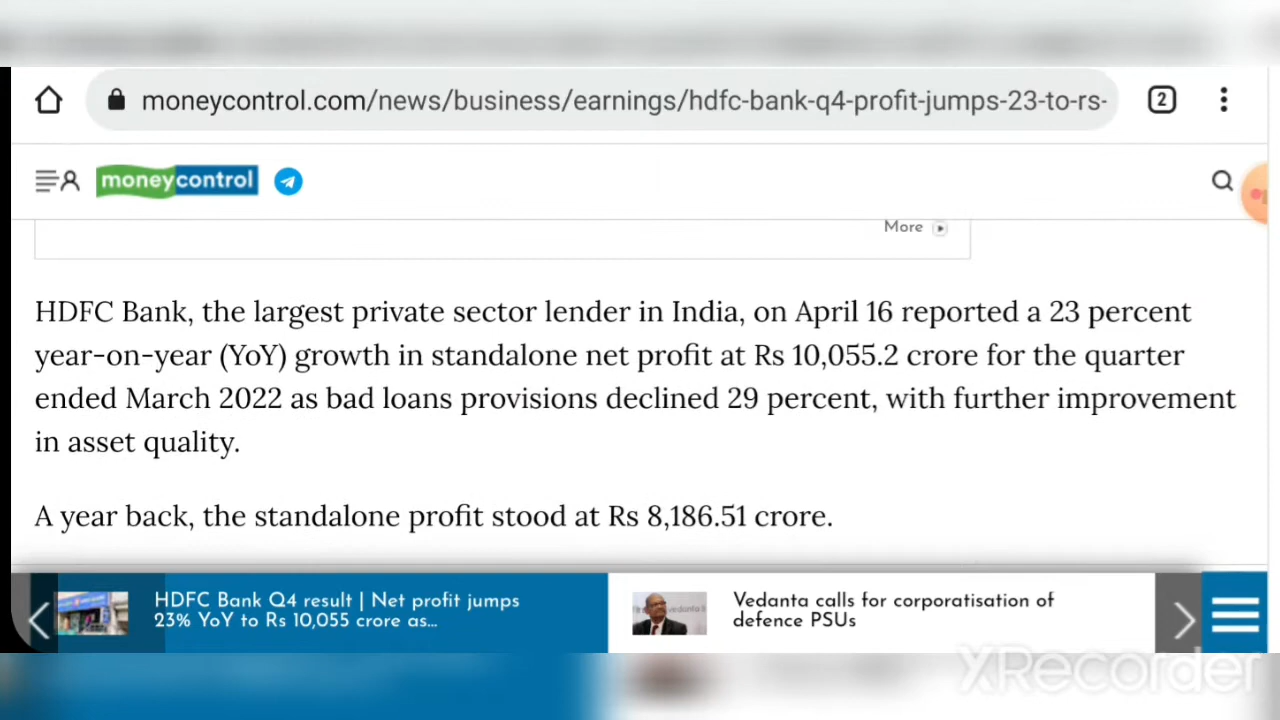 moneycontrol.com/news/business/earnings/hdfc-bank-q4-profit-jumps-23-to-rs-
2
moneycontrol
More
HDFC Bank, the largest private sector lender in India, on April 16 reported a 23 percent
year-on-year (YoY) growth in standalone net profit at Rs 10,055.2 crore for the quarter
ended March 2022 as bad loans provisions declined 29 percent, with further improvement
in asset quality.
A year back, the standalone profit stood at Rs 8,186.51 crore.
HDFC Bank Q4 result | Net profit jumps
23% YoY to Rs 10,055 crore as...
Vedanta calls for corporatisation of
defence PSUs
XRecorder